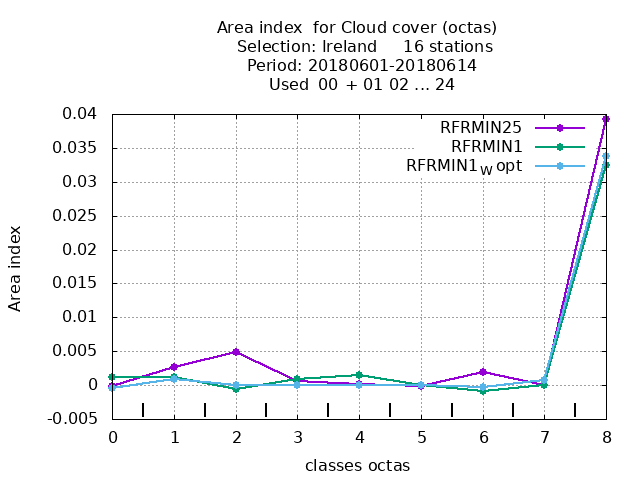 Area index  for Cloud cover (octas)
Selection: Ireland     16 stations
Period: 20180601-20180614
Used  00 + 01 02 ... 24
RFRMIN25
RFRMIN1
RFRMIN1W opt
Area index
0.04
0.035
0.03
0.025
0.02
0.015
0.01
0.005
0
-0.005
0 1 2 3 4 5 6 7 8
classes octas